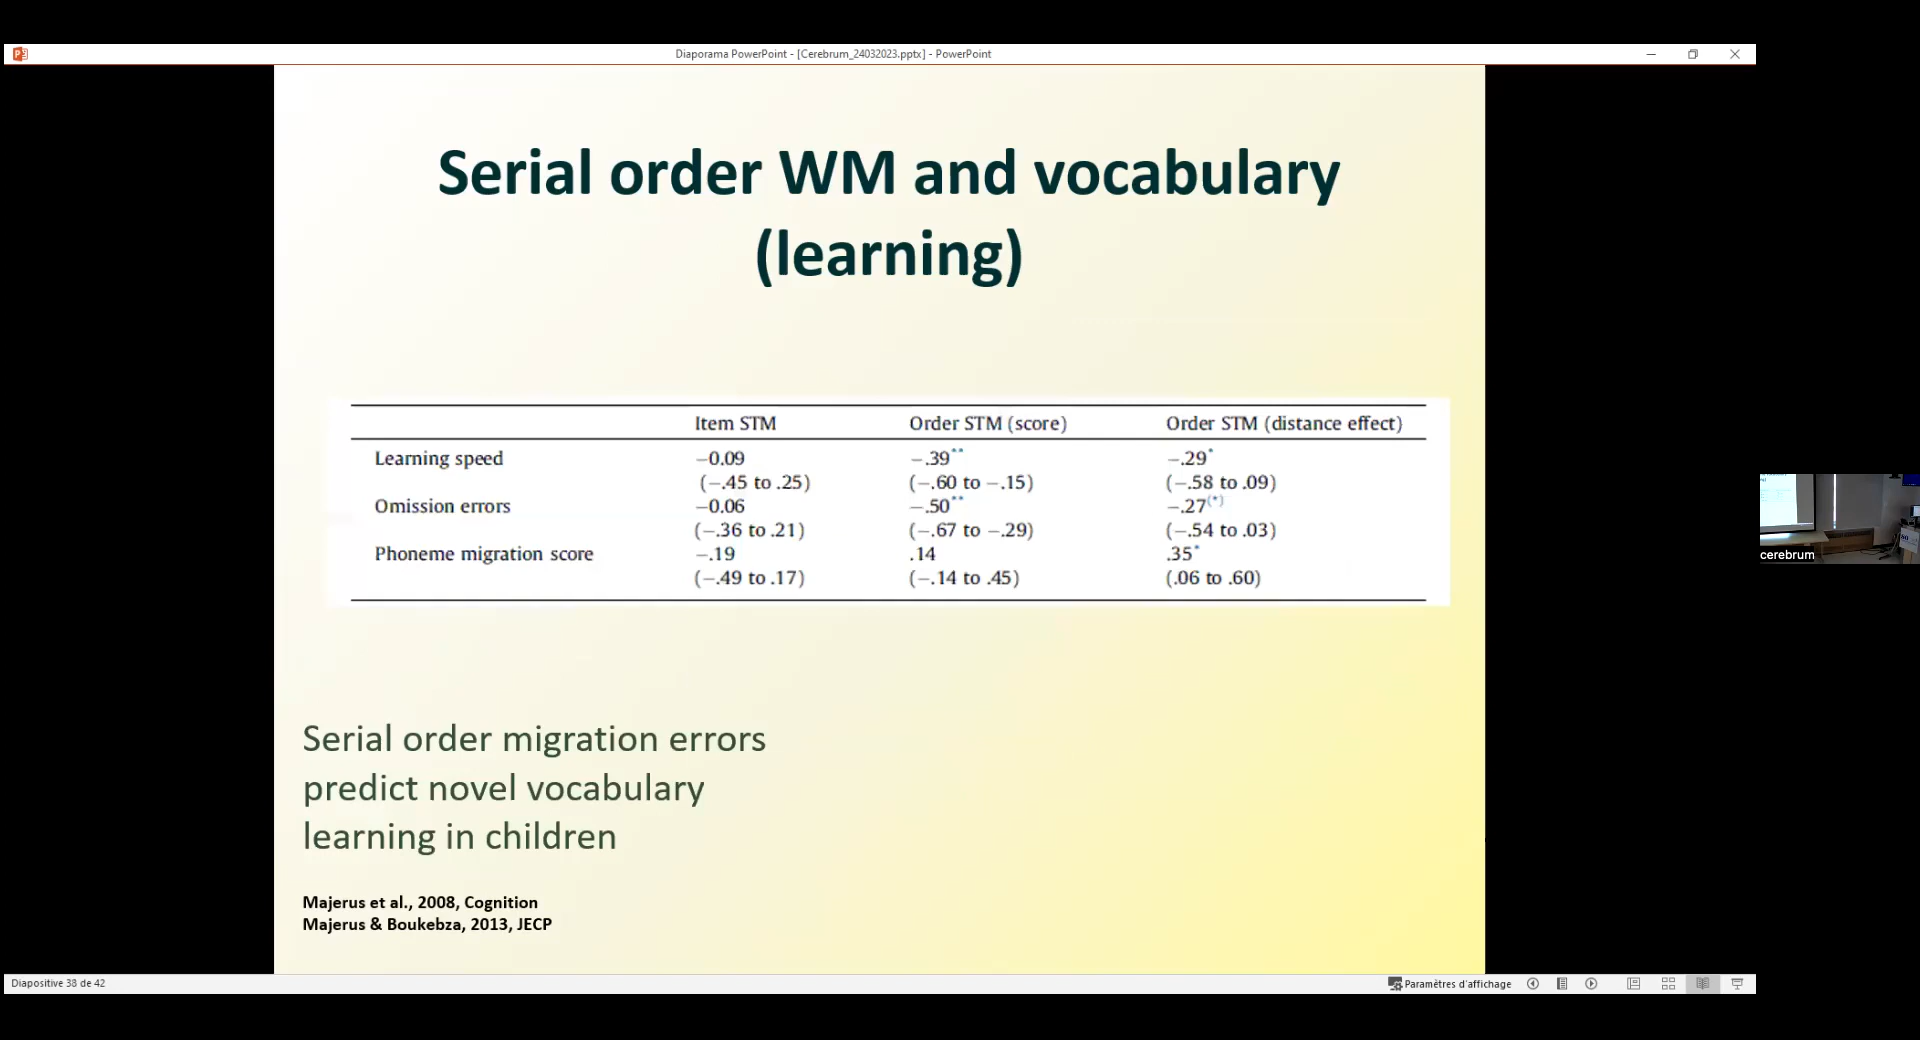 Diaporama PowerPoint - [Cerebrum_24032023.pptx] - PowerPoint
Serial order WM and vocabulary
(learning)
Item STM Order STM (score) Order STM (distance effect)
Learning speed −0.09 −.39** −.29*
(−.45 to .25) (−.60 to −.15) (−.58 to .09)
Omission errors −0.06 −.50** −.27(*)
(−.36 to .21) (−.67 to −.29) (−.54 to .03)
Phoneme migration score −.19 .14 .35*
(−.49 to .17) (−.14 to .45) (.06 to .60)
cerebrum
Serial order migration errors
predict novel vocabulary
learning in children
Majerus et al., 2008, Cognition
Majerus & Boukebza, 2013, JECP
Diapositive 38 de 42 Paramètres d'affichage